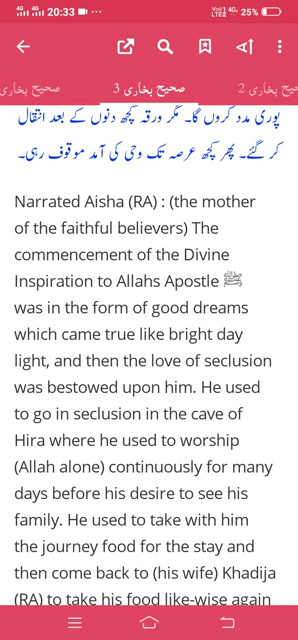 4G 4G 20:33 Vo1 LTE2 4G 25%
صحیح بخاری 2 صحیح بخاری 3 صحیح بخاری
پوری مدد کروں گا۔ مگر ورقہ کچھ دنوں کے بعد انتقال
کر گئے۔ پھر کچھ عرصہ تک وحی کی آمد موقوف رہی۔
Narrated Aisha (RA) : (the mother
of the faithful believers) The
commencement of the Divine
Inspiration to Allahs Apostle ﷺ
was in the form of good dreams
which came true like bright day
light, and then the love of seclusion
was bestowed upon him. He used
to go in seclusion in the cave of
Hira where he used to worship
(Allah alone) continuously for many
days before his desire to see his
family. He used to take with him
the journey food for the stay and
then come back to (his wife) Khadija
(RA) to take his food like-wise again